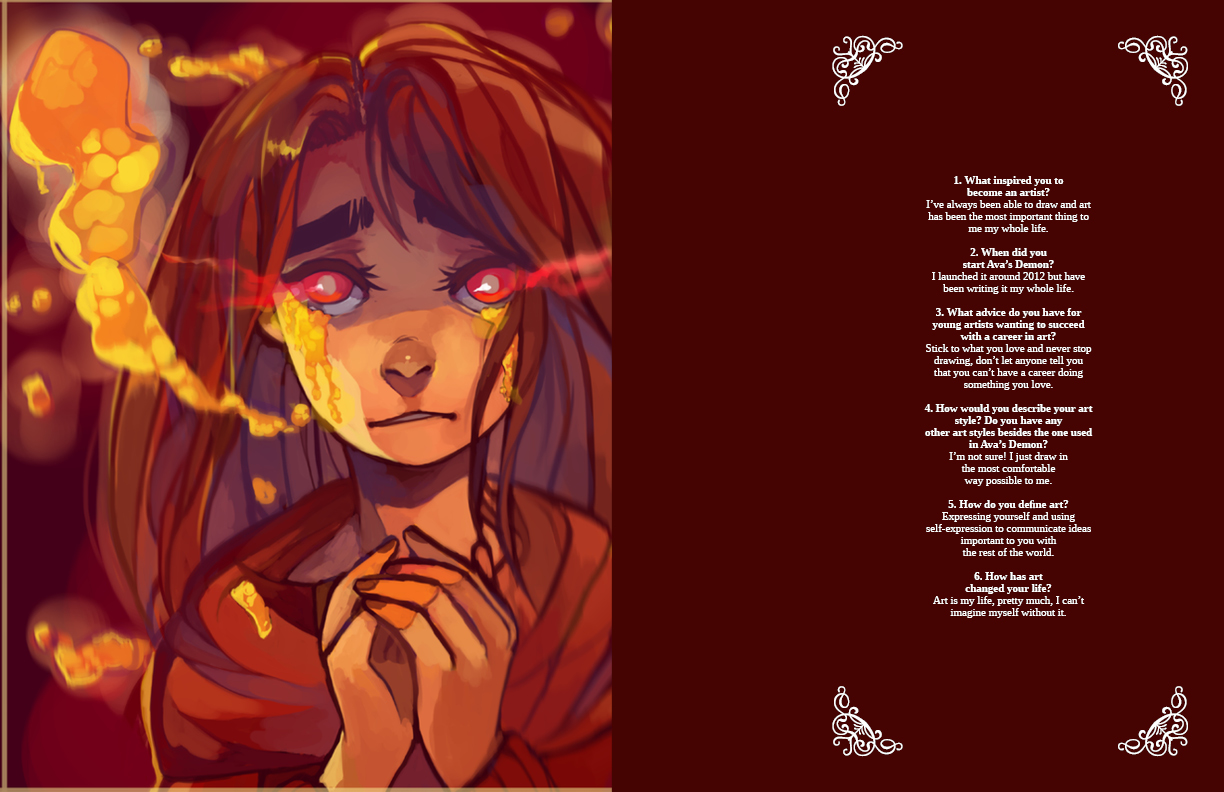 1. What inspired you to
become an artist?
I’ve always been able to draw and art
has been the most important thing to
me my whole life.
2. When did you
start Ava’s Demon?
I launched it around 2012 but have
been writing it my whole life.
3. What advice do you have for
young artists wanting to succeed
with a career in art?
Stick to what you love and never stop
drawing, don’t let anyone tell you
that you can’t have a career doing
something you love.
4. How would you describe your art
style? Do you have any
other art styles besides the one used
in Ava’s Demon?
I’m not sure! I just draw in
the most comfortable
way possible to me.
5. How do you define art?
Expressing yourself and using
self-expression to communicate ideas
important to you with
the rest of the world.
6. How has art
changed your life?
Art is my life, pretty much, I can’t
imagine myself without it.